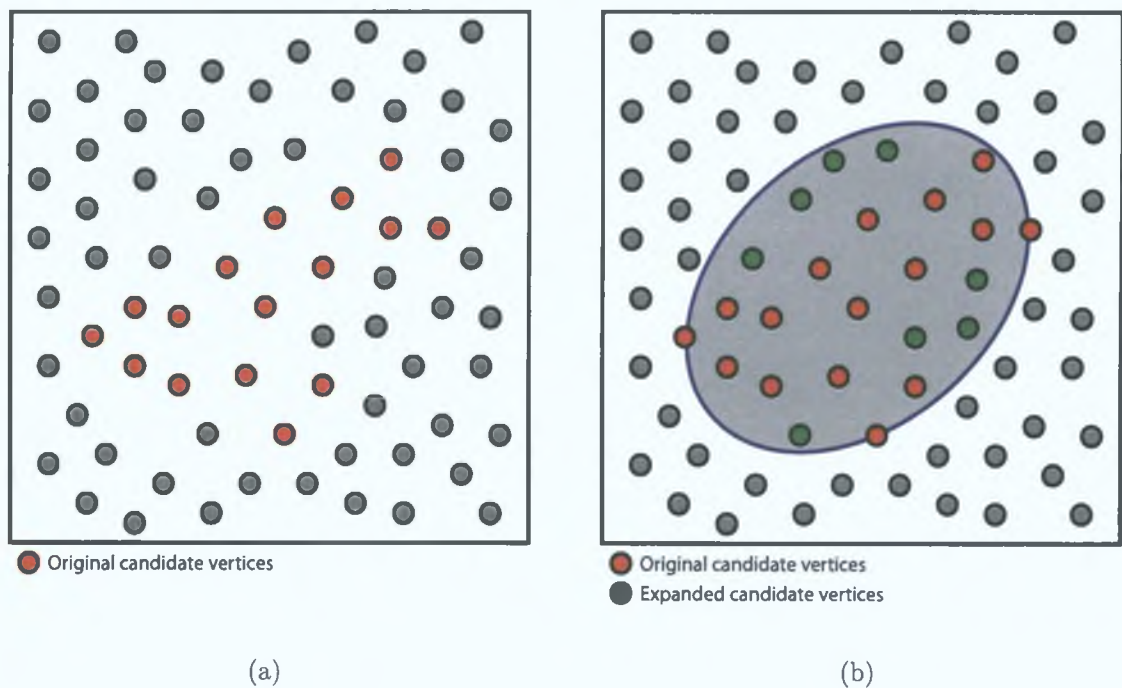 Original candidate vertices
Original candidate vertices
Expanded candidate vertices
(a)
(b)